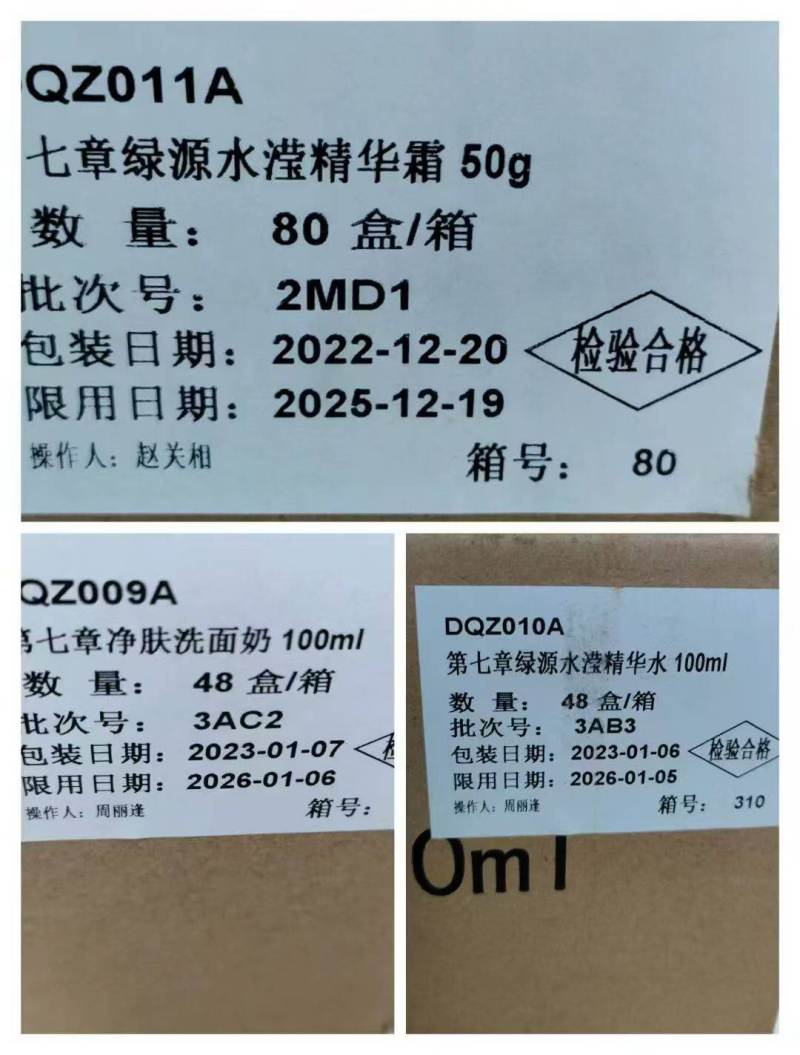 QZ011A
七章绿源水滢精华霜 50g
数 量： 80 盒/箱
批次号： 2MD1
包装日期： 2022-12-20
检验合格
限用日期： 2025-12-19
操作人：赵关相
箱号： 80
QZ009A
第七章净肤洗面奶 100ml
数 量： 48 盒/箱
批次号： 3AC2
包装日期： 2023-01-07
限用日期： 2026-01-06
操作人：周丽逢
箱号：
DQZ010A
第七章绿源水滢精华水 100ml
数 量： 48 盒/箱
批次号： 3AB3
包装日期： 2023-01-06
检验合格
限用日期： 2026-01-05
操作人：周丽逢
箱号： 310
0ml